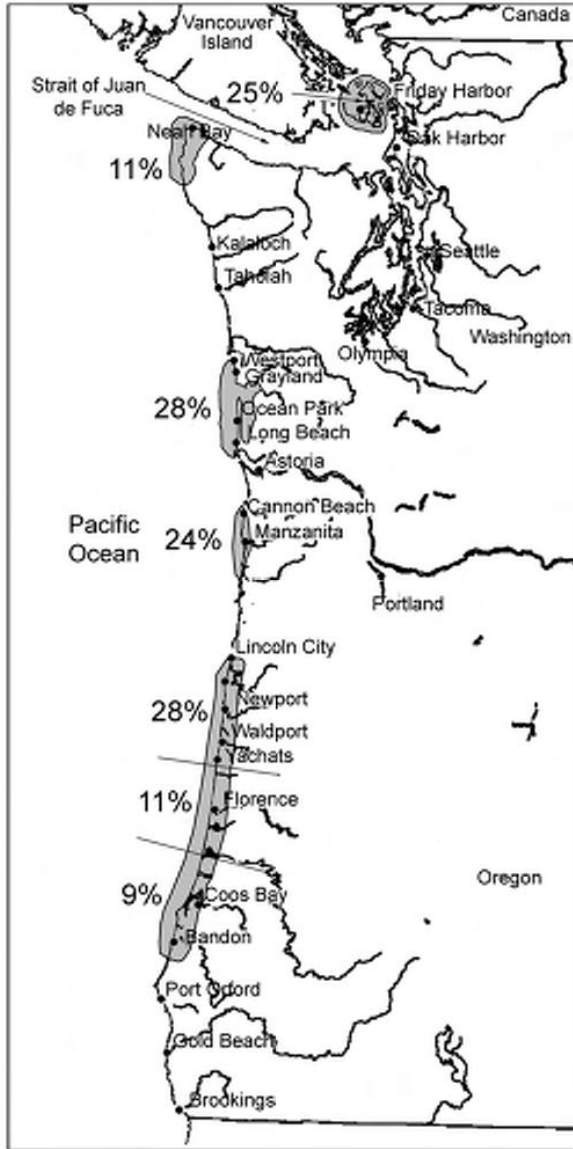 Canada
Vancouver
Island
25%
Friday Harbor
Strait of Juan
de Fuca
Neah Bay
Oak Harbor
11%
Kalaloch
Seattle
Taholah
Tacoma
Washington
Olympia
Westport
Grayland
28%
Ocean Park
Long Beach
Astoria
Cannon Beach
Pacific
Ocean
24%
Manzanita
Portland
Lincoln City
Newport
28%
Waldport
Yachats
11%
Florence
Oregon
9%
Coos Bay
Bandon
Port Orford
Gold Beach
Brookings